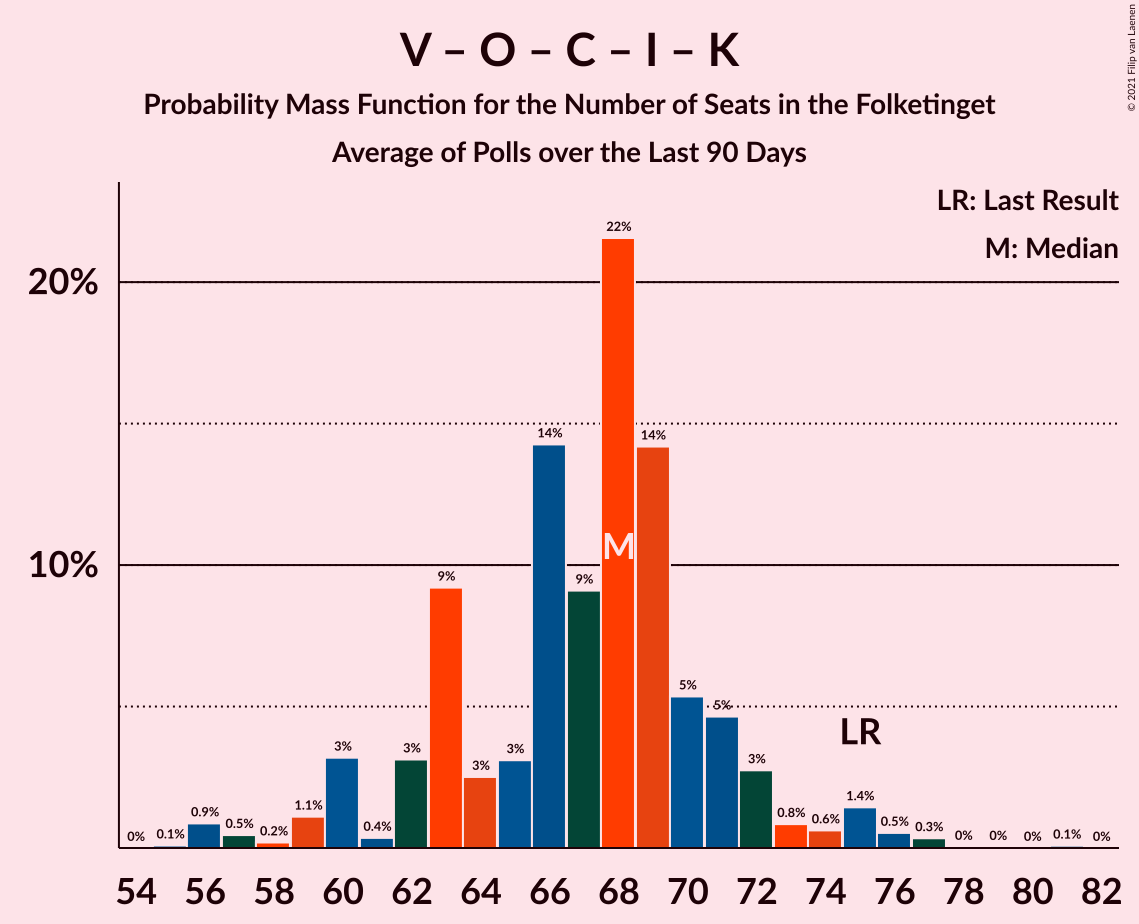 V – O – C – I – K
Probability Mass Function for the Number of Seats in the Folketinget
Average of Polls over the Last 90 Days
© 2021 Filip van Laenen
LR: Last Result
M: Median
20%
10%
0% 0.1% 0.9% 0.5% 0.2% 1.1% 3% 0.4% 3% 9% 3% 3% 14% 9% 22% 14% 5% 5% 3% 0.8% 0.6% 1.4% 0.5% 0.3% 0% 0% 0% 0.1% 0%
M
LR
54 56 58 60 62 64 66 68 70 72 74 76 78 80 82